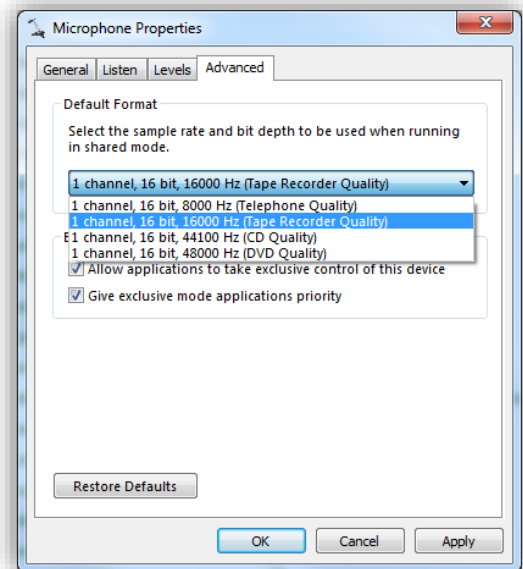 Microphone Properties
General Listen Levels Advanced
Default Format
Select the sample rate and bit depth to be used when running
in shared mode.
1 channel, 16 bit, 16000 Hz (Tape Recorder Quality)
1 channel, 16 bit, 8000 Hz (Telephone Quality)
1 channel, 16 bit, 16000 Hz (Tape Recorder Quality)
1 channel, 16 bit, 44100 Hz (CD Quality)
1 channel, 16 bit, 48000 Hz (DVD Quality)
Allow applications to take exclusive control of this device
Give exclusive mode applications priority
Restore Defaults
OK Cancel Apply